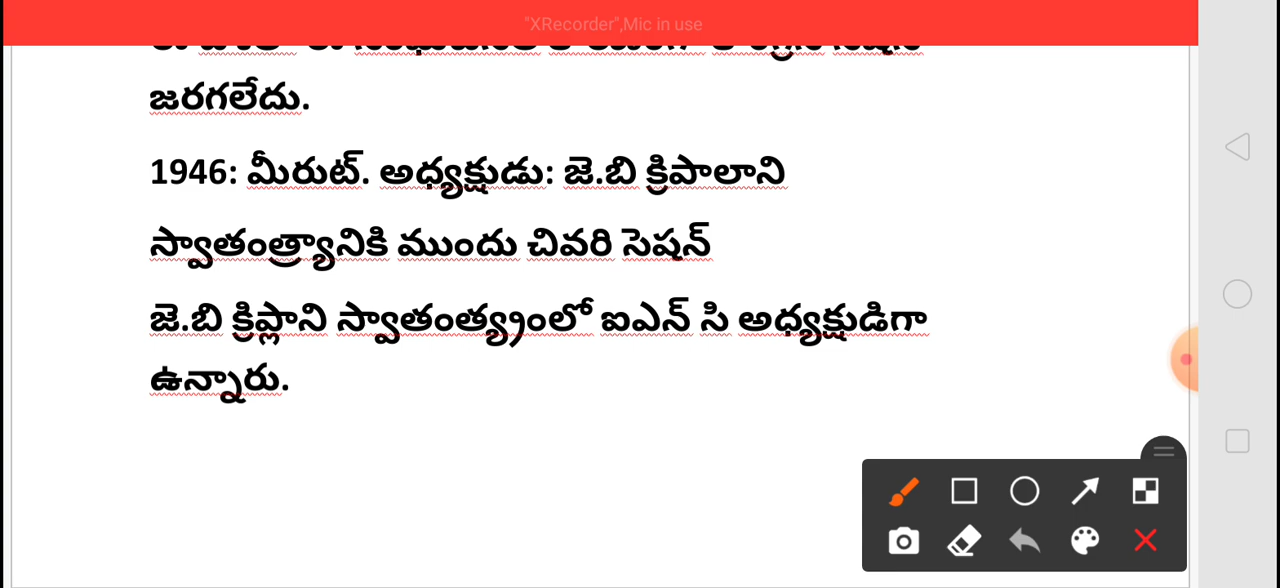 "XRecorder",Mic in use
జరగలేదు.
1946: మీరుట్. అధ్యక్షుడు: జె.బి క్రిపాలాని
స్వాతంత్ర్యానికి ముందు చివరి సెషన్
జె.బి క్రిప్లాని స్వాతంత్య్రంలో ఐఎన్ సి అధ్యక్షుడిగా
ఉన్నారు.